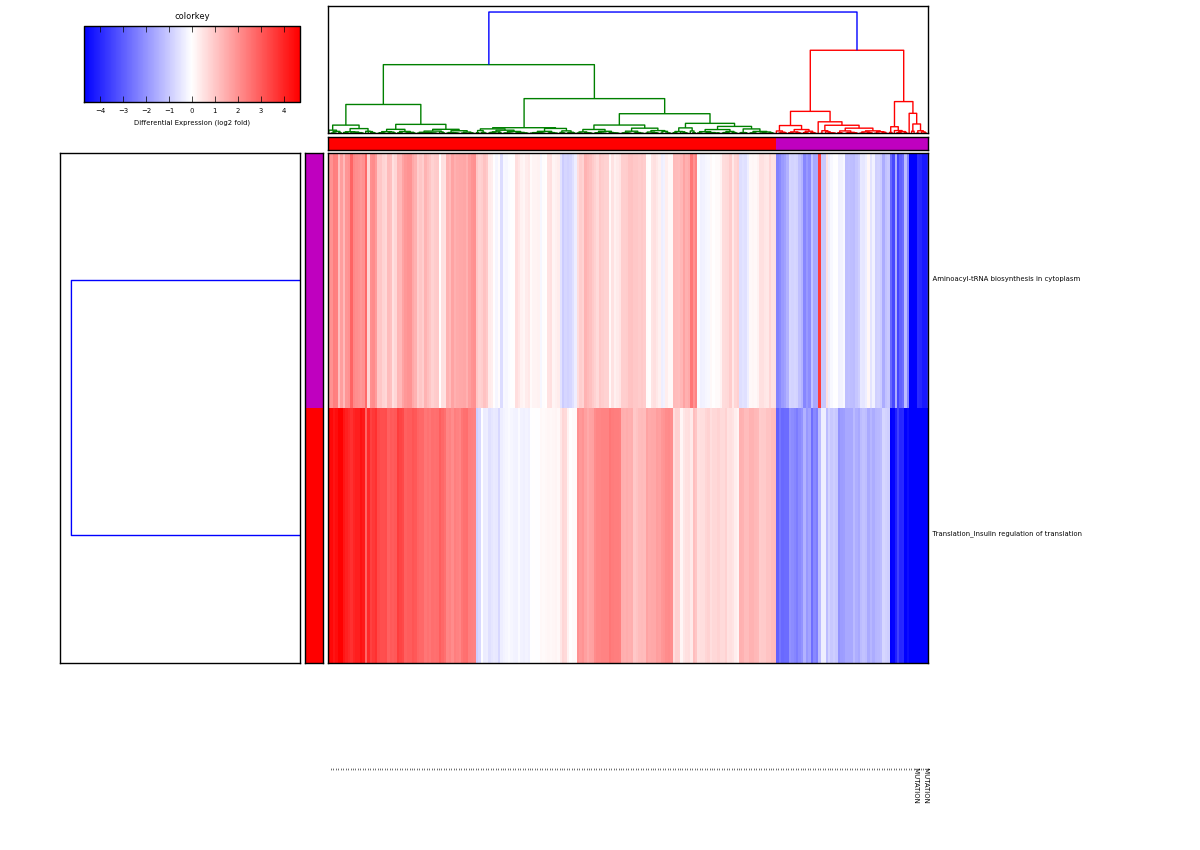 colorkey
−4 −3 −2 −1 0 1 2 3 4
Differential Expression (log2 fold)
Aminoacyl-tRNA biosynthesis in cytoplasm
Translation_Insulin regulation of translation
MUTATION
MUTATION